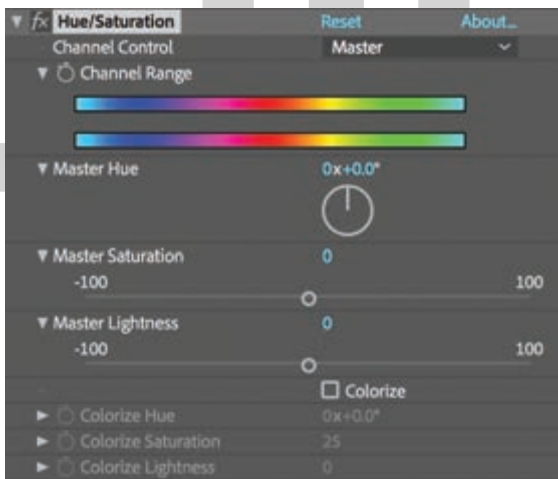 fx Hue/Saturation Reset About...
Channel Control Master
Channel Range
Master Hue 0x+0.0°
Master Saturation 0
-100 100
Master Lightness 0
-100 100
Colorize
Colorize Hue 0x+0.0°
Colorize Saturation 25
Colorize Lightness 0